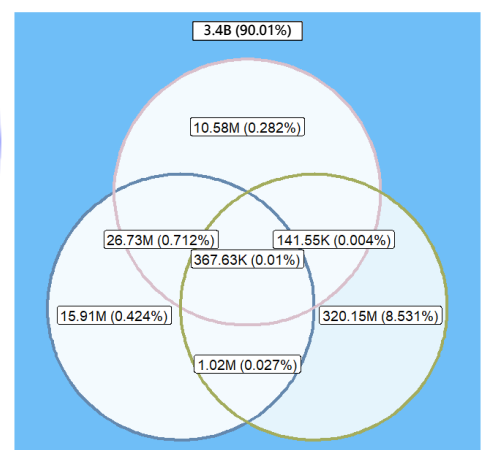 3.4B (90.01%)
10.58M (0.282%)
26.73M (0.712%)
141.55K (0.004%)
367.63K (0.01%)
15.91M (0.424%)
320.15M (8.531%)
1.02M (0.027%)